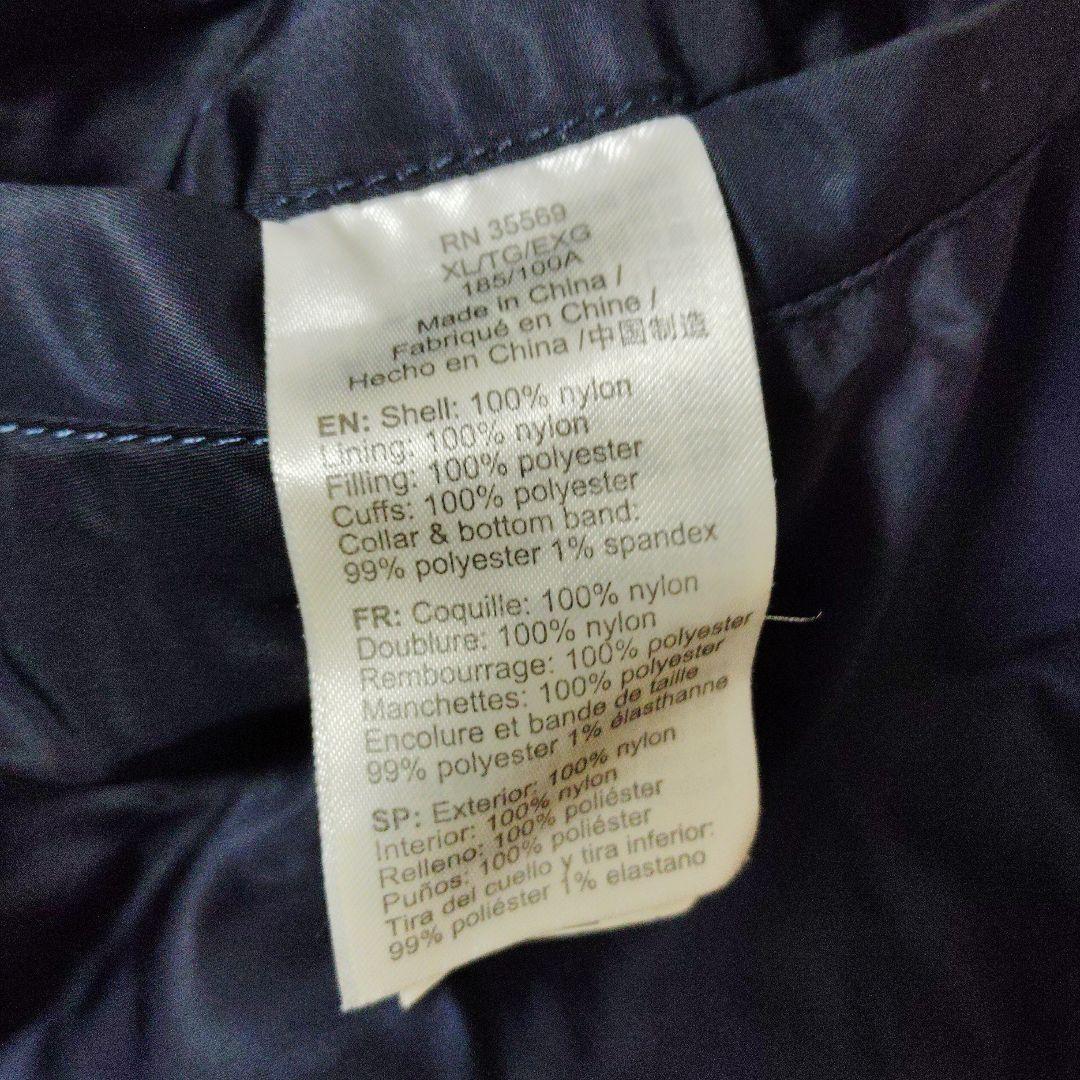 RN 35569
XL/TG/EXG
185/100A
Made in China /
Fabriqué en Chine /
Hecho en China /中国制造
EN: Shell: 100% nylon
Lining: 100% nylon
Filling: 100% polyester
Cuffs: 100% polyester
Collar & bottom band:
99% polyester 1% spandex
FR: Coquille: 100% nylon
Doublure: 100% nylon
Rembourrage: 100% polyester
Manchettes: 100% polyester
Encolure et bande de taille
99% polyester 1% élasthanne
SP: Exterior: 100% nylon
Interior: 100% nylon
Relleno: 100% poliéster
Puños: 100% poliéster
Tira del cuello y tira inferior:
99% poliéster 1% elastano